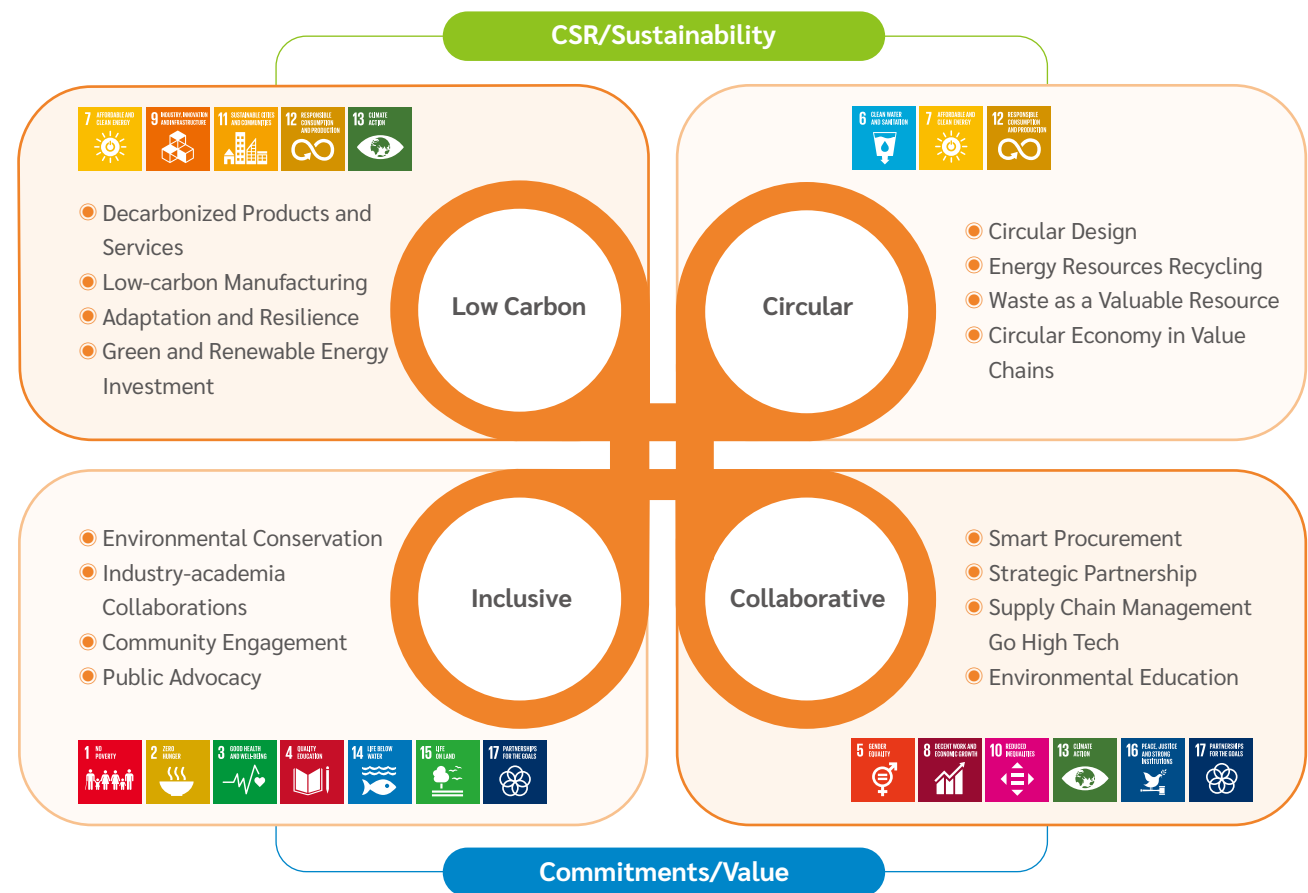 CSR/Sustainability
7 AFFORDABLE AND
CLEAN ENERGY
9 INDUSTRY, INNOVATION
AND INFRASTRUCTURE
11 SUSTAINABLE CITIES
AND COMMUNITIES
12 RESPONSIBLE
CONSUMPTION
AND PRODUCTION
13 CLIMATE
ACTION
Decarbonized Products and
Services
Low-carbon Manufacturing
Adaptation and Resilience
Green and Renewable Energy
Investment
Low Carbon
6 CLEAN WATER
AND SANITATION
7 AFFORDABLE AND
CLEAN ENERGY
12 RESPONSIBLE
CONSUMPTION
AND PRODUCTION
Circular
Circular Design
Energy Resources Recycling
Waste as a Valuable Resource
Circular Economy in Value
Chains
Environmental Conservation
Industry-academia
Collaborations
Community Engagement
Public Advocacy
Inclusive
1 NO
POVERTY
2 ZERO
HUNGER
3 GOOD HEALTH
AND WELL-BEING
4 QUALITY
EDUCATION
14 LIFE BELOW
WATER
15 LIFE
ON LAND
17 PARTNERSHIPS
FOR THE GOALS
Collaborative
Smart Procurement
Strategic Partnership
Supply Chain Management
Go High Tech
Environmental Education
5 GENDER
EQUALITY
8 DECENT WORK AND
ECONOMIC GROWTH
10 REDUCED
INEQUALITIES
13 CLIMATE
ACTION
16 PEACE, JUSTICE
AND STRONG
INSTITUTIONS
17 PARTNERSHIPS
FOR THE GOALS
Commitments/Value